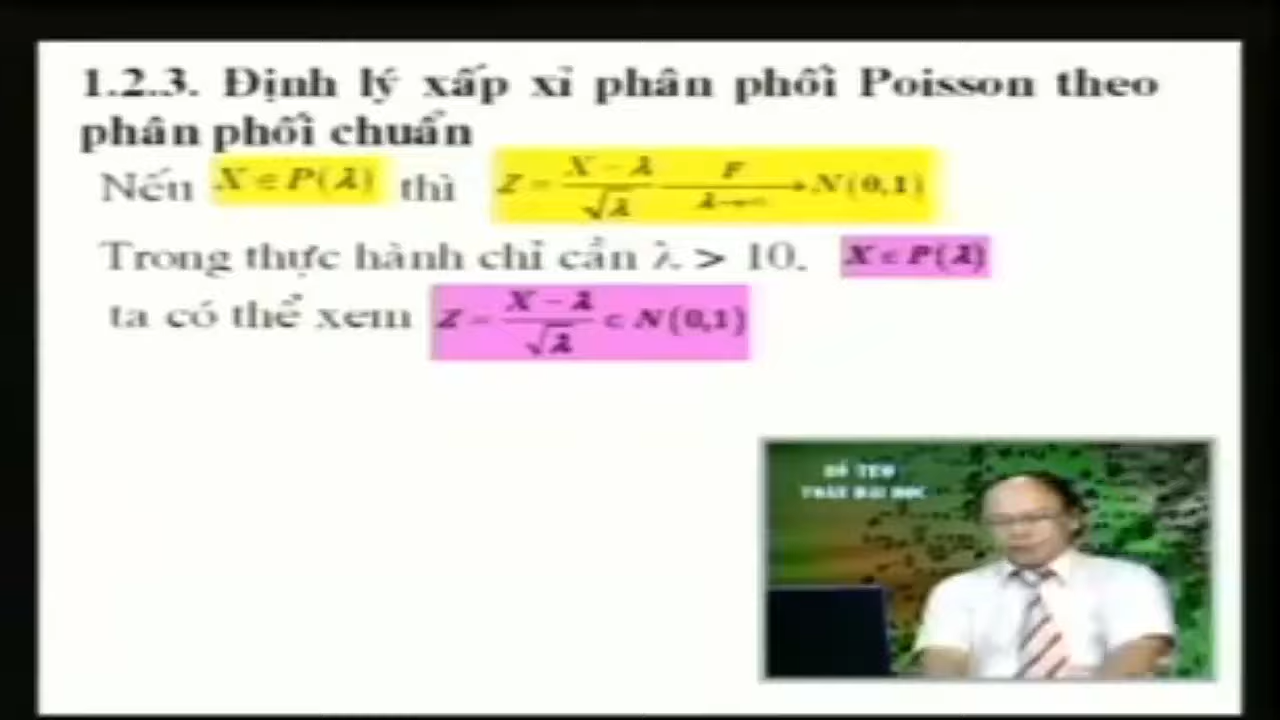 1.2.3. Định lý xấp xỉ phân phối Poisson theo
phân phối chuẩn
Nếu X ∈ P(λ) thì Z = (X − λ)/√λ —F, λ→∞→ N(0,1)
Trong thực hành chỉ cần λ > 10, X ∈ P(λ)
ta có thể xem Z = (X − λ)/√λ ∈ N(0,1)